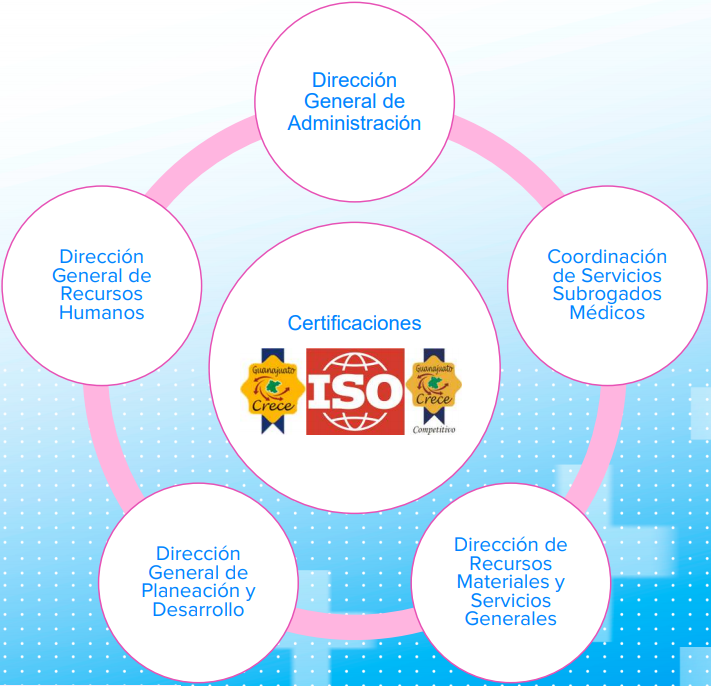 Dirección
General de
Administración
Dirección
General de
Recursos
Humanos
Coordinación
de Servicios
Subrogados
Médicos
Certificaciones
Guanajuato
Crece
ISO
Guanajuato
Crece
Competitivo
Dirección
General de
Planeación y
Desarrollo
Dirección de
Recursos
Materiales y
Servicios
Generales